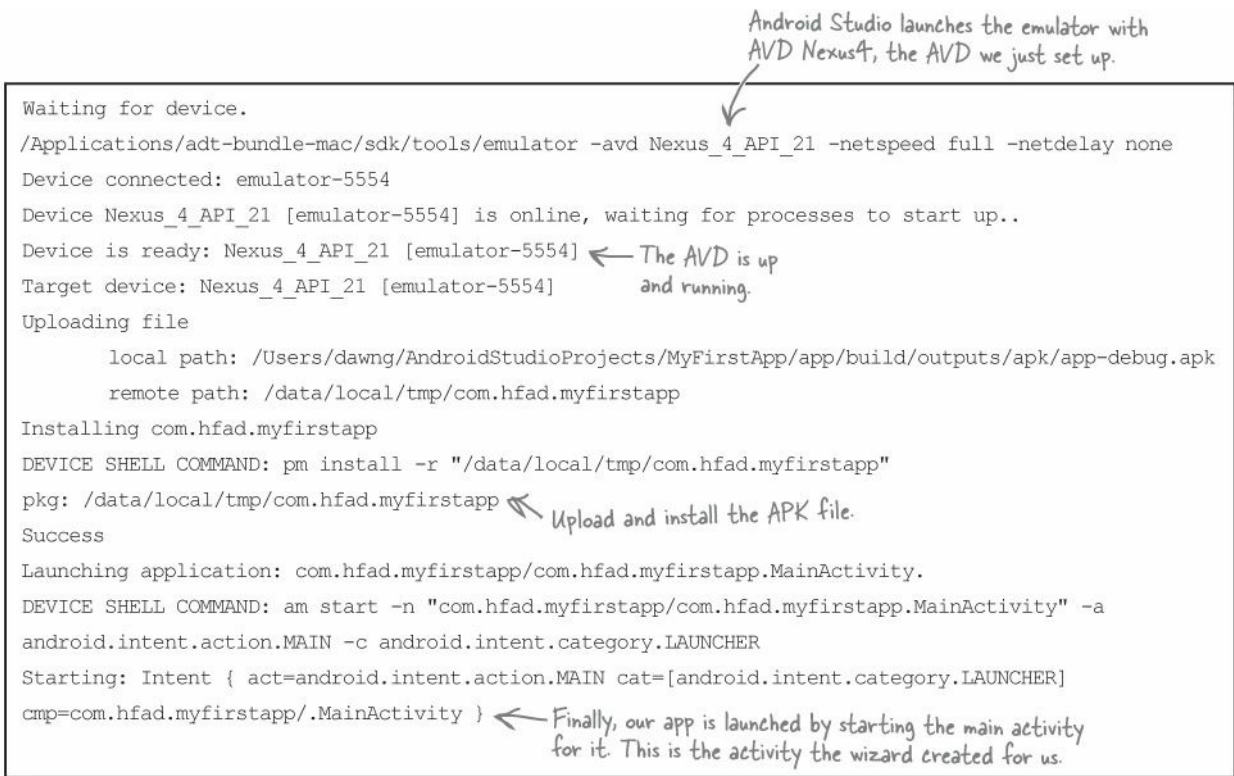 Android Studio launches the emulator with
AVD Nexus4, the AVD we just set up.
Waiting for device.
/Applications/adt-bundle-mac/sdk/tools/emulator -avd Nexus_4_API_21 -netspeed full -netdelay none
Device connected: emulator-5554
Device Nexus_4_API_21 [emulator-5554] is online, waiting for processes to start up..
Device is ready: Nexus_4_API_21 [emulator-5554]
The AVD is up
and running.
Target device: Nexus_4_API_21 [emulator-5554]
Uploading file
local path: /Users/dawng/AndroidStudioProjects/MyFirstApp/app/build/outputs/apk/app-debug.apk
remote path: /data/local/tmp/com.hfad.myfirstapp
Installing com.hfad.myfirstapp
DEVICE SHELL COMMAND: pm install -r "/data/local/tmp/com.hfad.myfirstapp"
pkg: /data/local/tmp/com.hfad.myfirstapp
Upload and install the APK file.
Success
Launching application: com.hfad.myfirstapp/com.hfad.myfirstapp.MainActivity.
DEVICE SHELL COMMAND: am start -n "com.hfad.myfirstapp/com.hfad.myfirstapp.MainActivity" -a
android.intent.action.MAIN -c android.intent.category.LAUNCHER
Starting: Intent { act=android.intent.action.MAIN cat=[android.intent.category.LAUNCHER]
cmp=com.hfad.myfirstapp/.MainActivity }
Finally, our app is launched by starting the main activity
for it. This is the activity the wizard created for us.